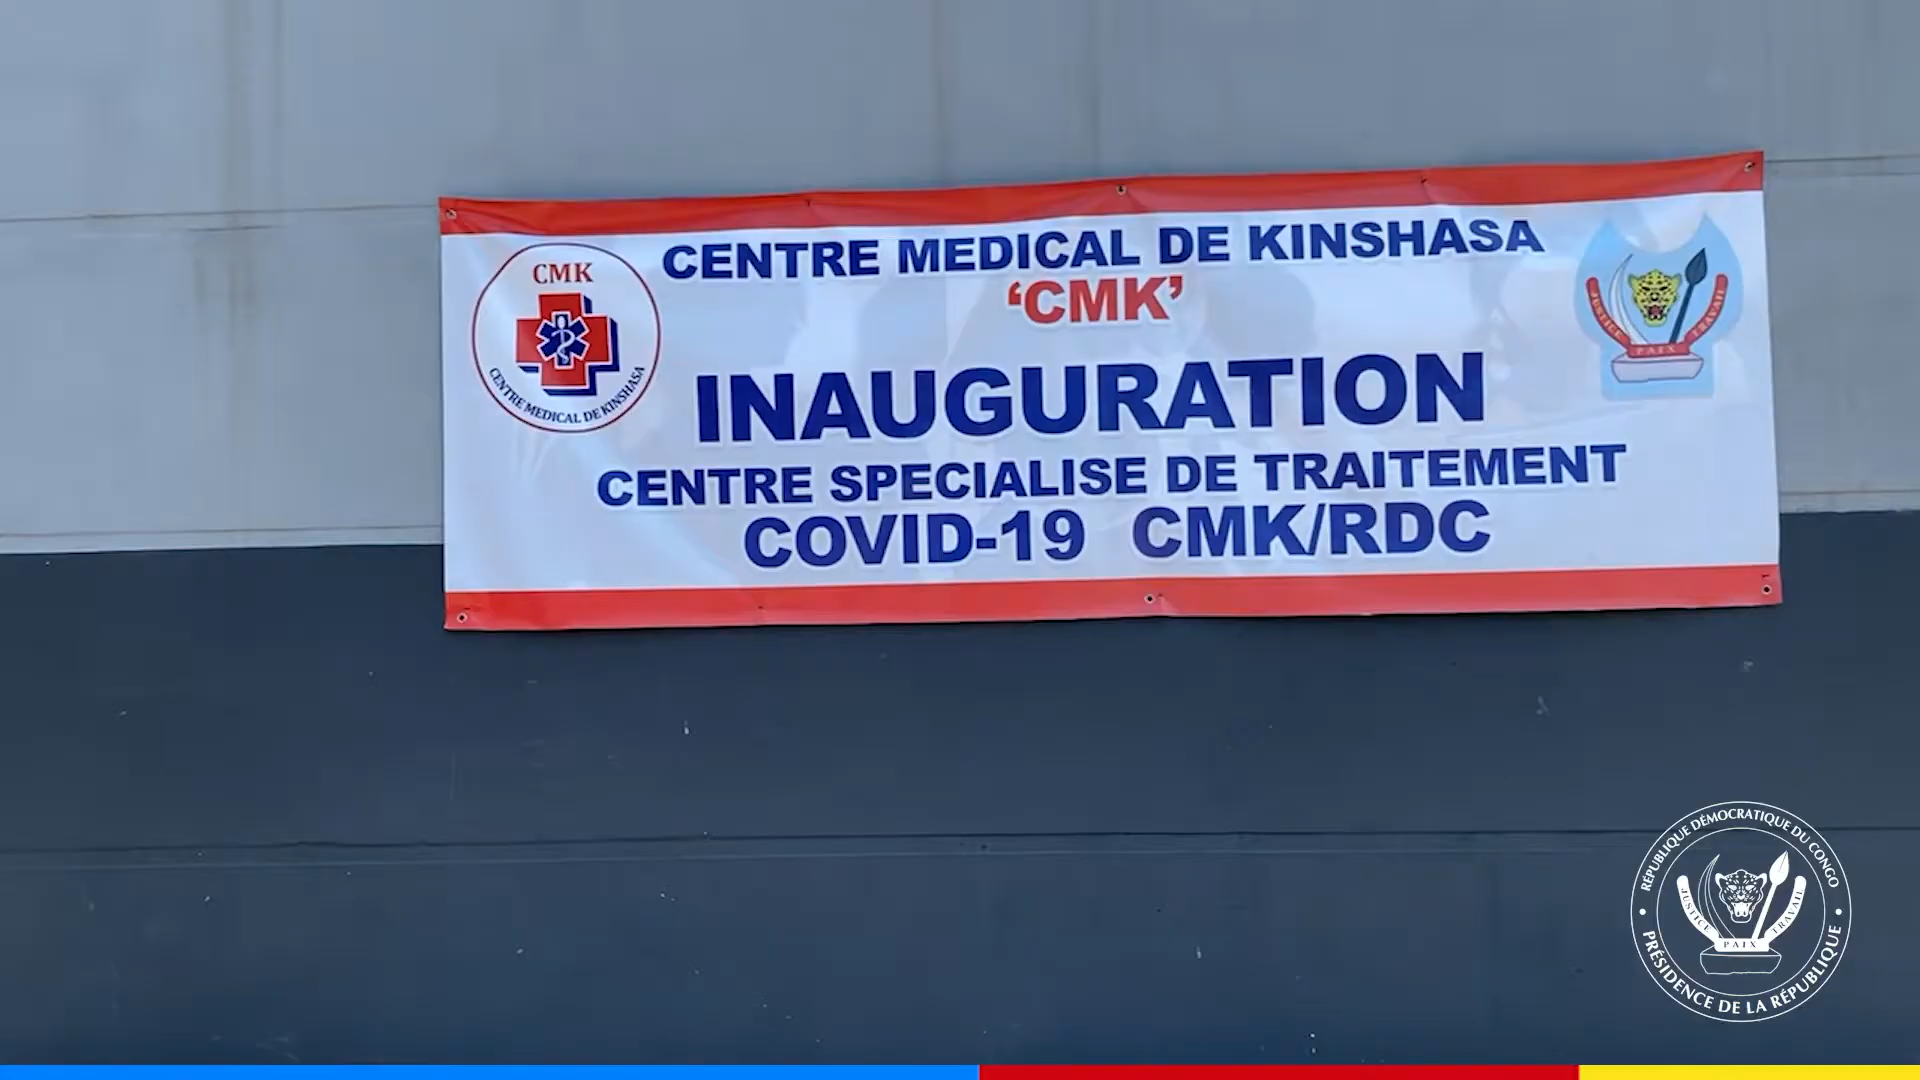 CENTRE MEDICAL DE KINSHASA
‘CMK’
INAUGURATION
CENTRE SPECIALISE DE TRAITEMENT
COVID-19 CMK/RDC
CMK
CENTRE MEDICAL DE KINSHASA
JUSTICE PAIX TRAVAIL
RÉPUBLIQUE DÉMOCRATIQUE DU CONGO
JUSTICE PAIX TRAVAIL
PRÉSIDENCE DE LA RÉPUBLIQUE